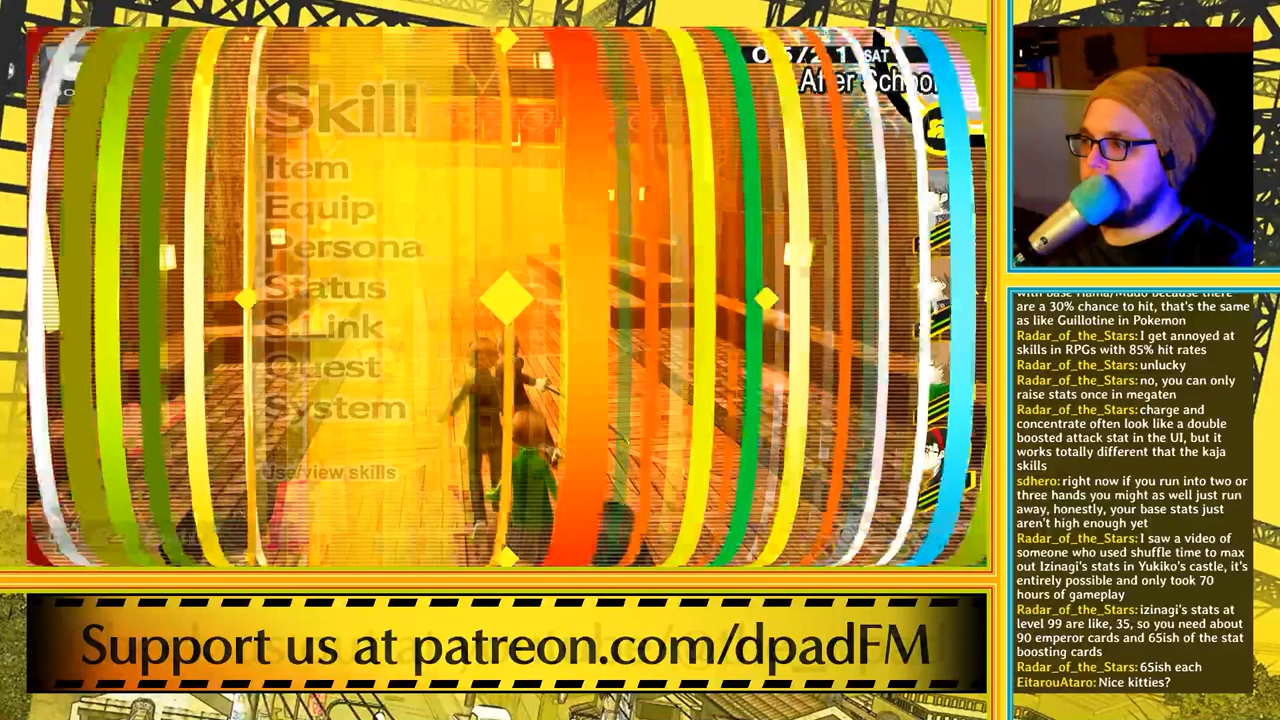 SAT
After School
Skill
Item
Equip
Persona
Status
S.Link
Quest
System
Use/view skills
are a 30% chance to hit, that's the same
as like Guillotine in Pokemon
Radar_of_the_Stars: I get annoyed at
skills in RPGs with 85% hit rates
Radar_of_the_Stars: unlucky
Radar_of_the_Stars: no, you can only
raise stats once in megaten
Radar_of_the_Stars: charge and
concentrate often look like a double
boosted attack stat in the UI, but it
works totally different that the kaja
skills
sdhero: right now if you run into two or
three hands you might as well just run
away, honestly, your base stats just
aren't high enough yet
Radar_of_the_Stars: I saw a video of
someone who used shuffle time to max
out Izinagi's stats in Yukiko's castle, it's
entirely possible and only took 70
hours of gameplay
Radar_of_the_Stars: izinagi's stats at
level 99 are like, 35, so you need about
90 emperor cards and 65ish of the stat
boosting cards
Radar_of_the_Stars: 65ish each
EitarouAtaro: Nice kitties?
Support us at patreon.com/dpadFM